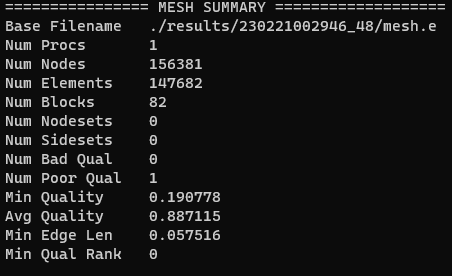 ================ MESH SUMMARY ===================
Base Filename   ./results/230221002946_48/mesh.e
Num Procs       1
Num Nodes       156381
Num Elements    147682
Num Blocks      82
Num Nodesets    0
Num Sidesets    0
Num Bad Qual    0
Num Poor Qual   1
Min Quality     0.190778
Avg Quality     0.887115
Min Edge Len    0.057516
Min Qual Rank   0